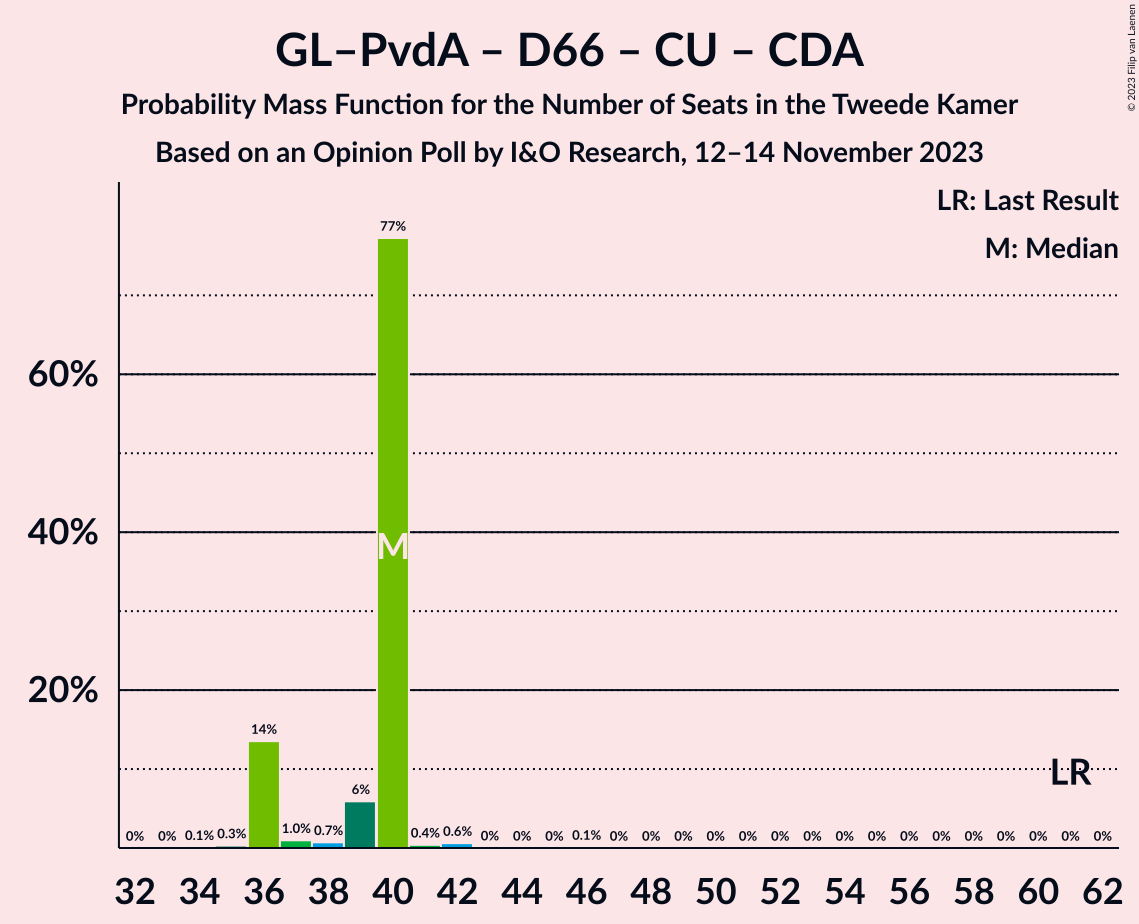 GL–PvdA – D66 – CU – CDA
Probability Mass Function for the Number of Seats in the Tweede Kamer
Based on an Opinion Poll by I&O Research, 12–14 November 2023
© 2023 Filip van Laenen
LR: Last Result
M: Median
77%
60%
40%
M
20%
14%
LR
6%
0% 0% 0.1% 0.3% 1.0% 0.7% 0.4% 0.6% 0% 0% 0% 0.1% 0% 0% 0% 0% 0% 0% 0% 0% 0% 0% 0% 0% 0% 0% 0% 0%
32 34 36 38 40 42 44 46 48 50 52 54 56 58 60 62